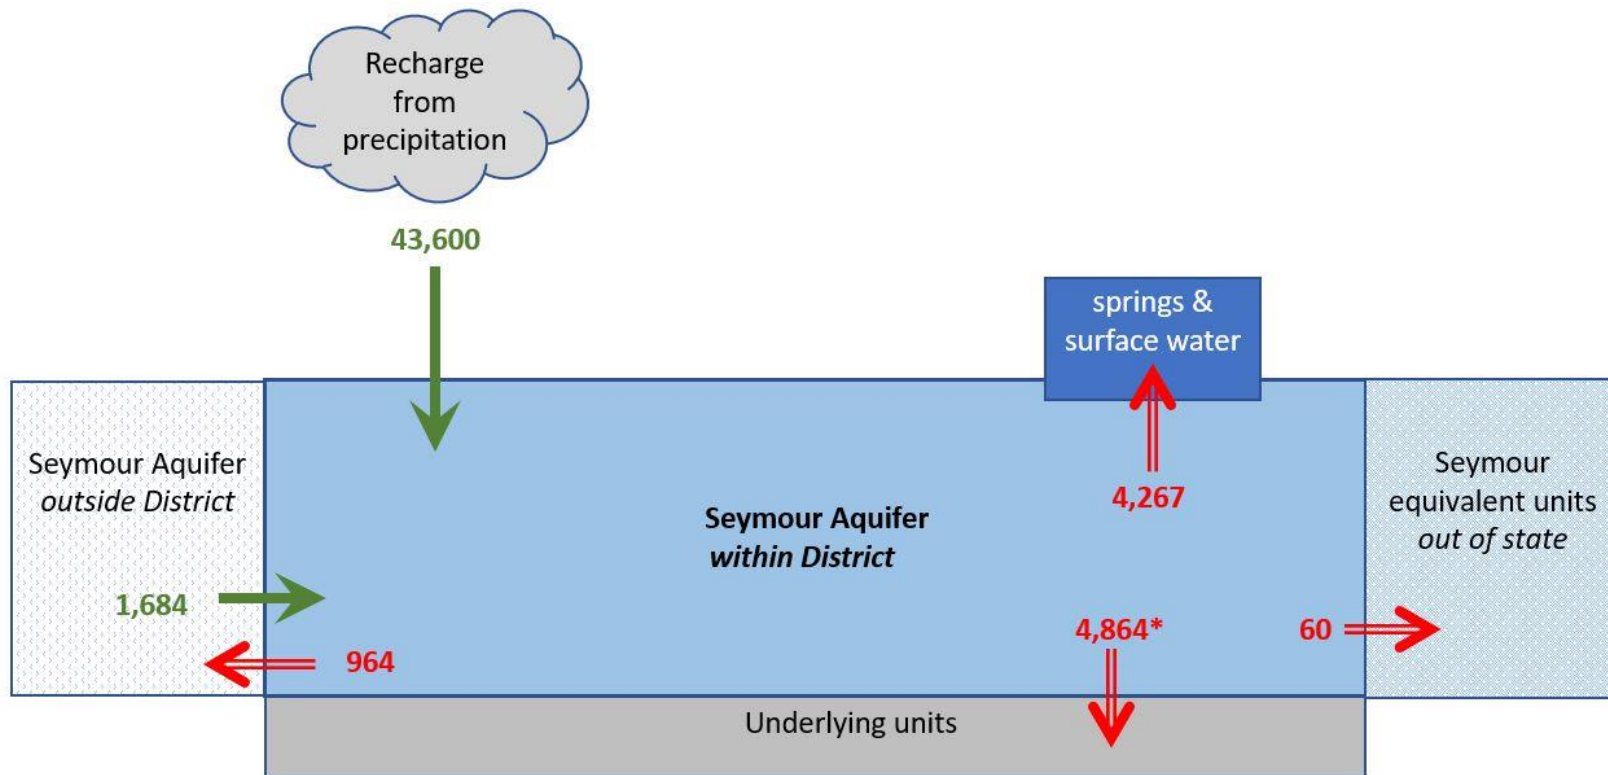 Recharge
from
precipitation
43,600
springs &
surface water
Seymour Aquifer
outside District
Seymour
equivalent units
out of state
4,267
Seymour Aquifer
within District
1,684
4,864*
60
964
Underlying units